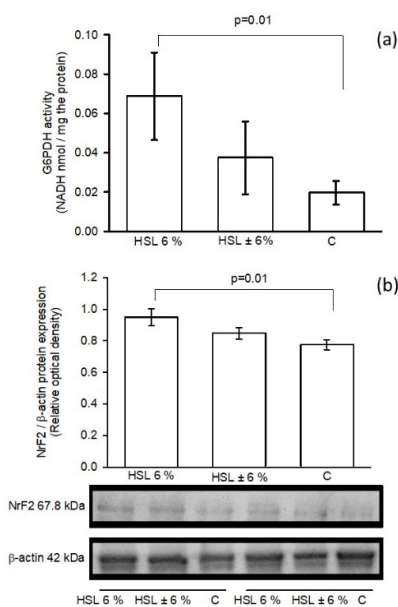 p=0.01
(a)
G6PDH activity
(NADH nmol / mg the protein)
0.10
0.08
0.06
0.04
0.02
0.00
HSL 6 % HSL ± 6% C
p=0.01
(b)
NrF2 / β-actin protein expression
(Relative optical density)
1.2
1.0
0.8
0.6
0.4
0.2
0.0
HSL 6 % HSL ± 6 % C
NrF2 67.8 kDa
β-actin 42 kDa
HSL 6 % HSL ± 6 % C HSL 6 % HSL ± 6 % C